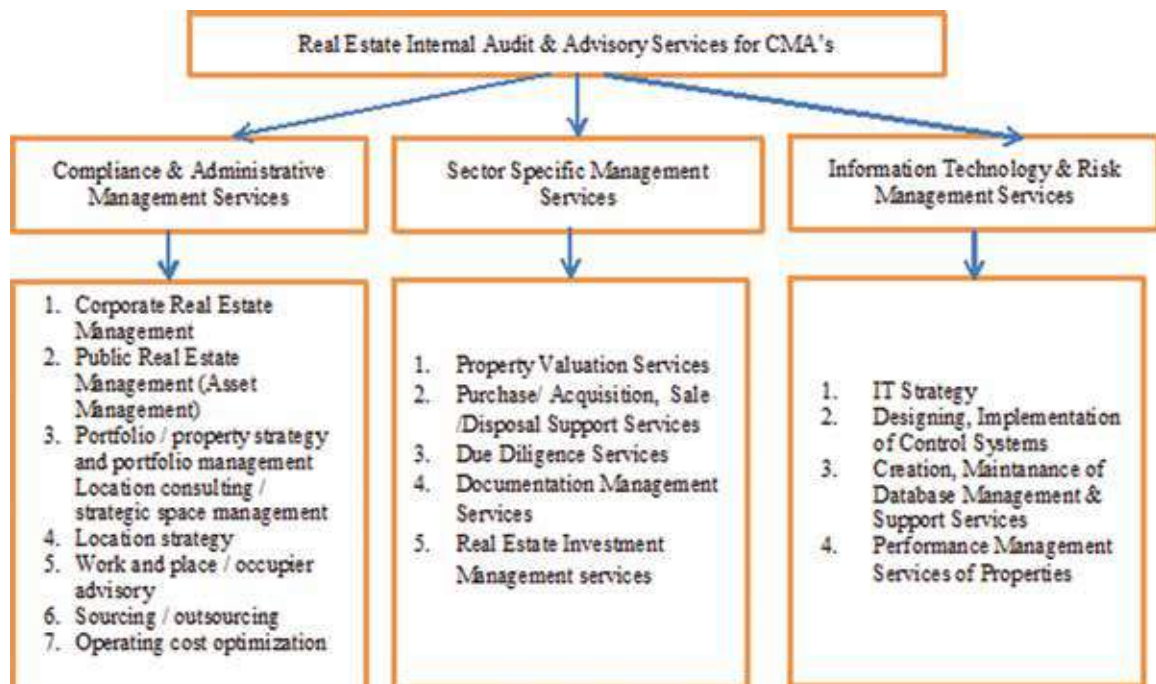 Real Estate Internal Audit & Advisory Services for CMA's
Compliance & Administrative
Management Services
Sector Specific Management
Services
Information Technology & Risk
Management Services
1. Corporate Real Estate
Management
2. Public Real Estate
Management (Asset
Management)
3. Portfolio / property strategy
and portfolio management
Location consulting /
strategic space management
4. Location strategy
5. Work and place / occupier
advisory
6. Sourcing / outsourcing
7. Operating cost optimization
1. Property Valuation Services
2. Purchase/ Acquisition, Sale
/Disposal Support Services
3. Due Diligence Services
4. Documentation Management
Services
5. Real Estate Investment
Management services
1. IT Strategy
2. Designing, Implementation
of Control Systems
3. Creation, Maintanance of
Database Management &
Support Services
4. Performance Management
Services of Properties